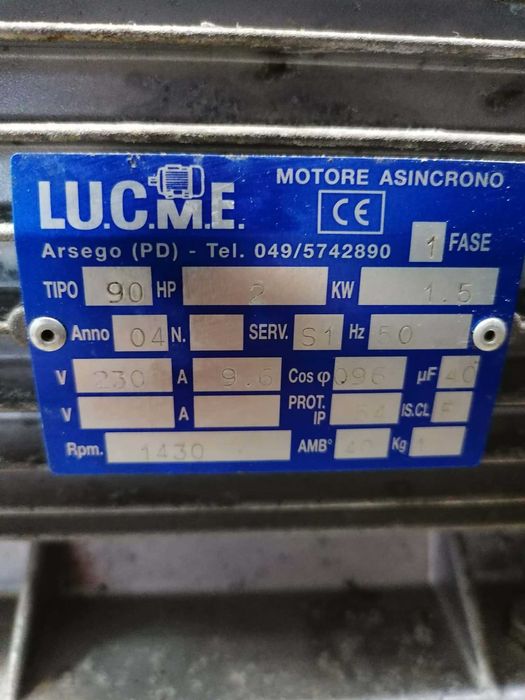 LU.C.M.E.
MOTORE ASINCRONO
CE
Arsego (PD) - Tel. 049/5742890 1 FASE
TIPO 90 HP 2 KW 1.5
Anno 04 N. SERV. S1 Hz 50
V 230 A 9.6 Cos φ 096 µF 40
V A PROT. IP 54 IS.CL. F
Rpm. 1430 AMB° 40 Kg